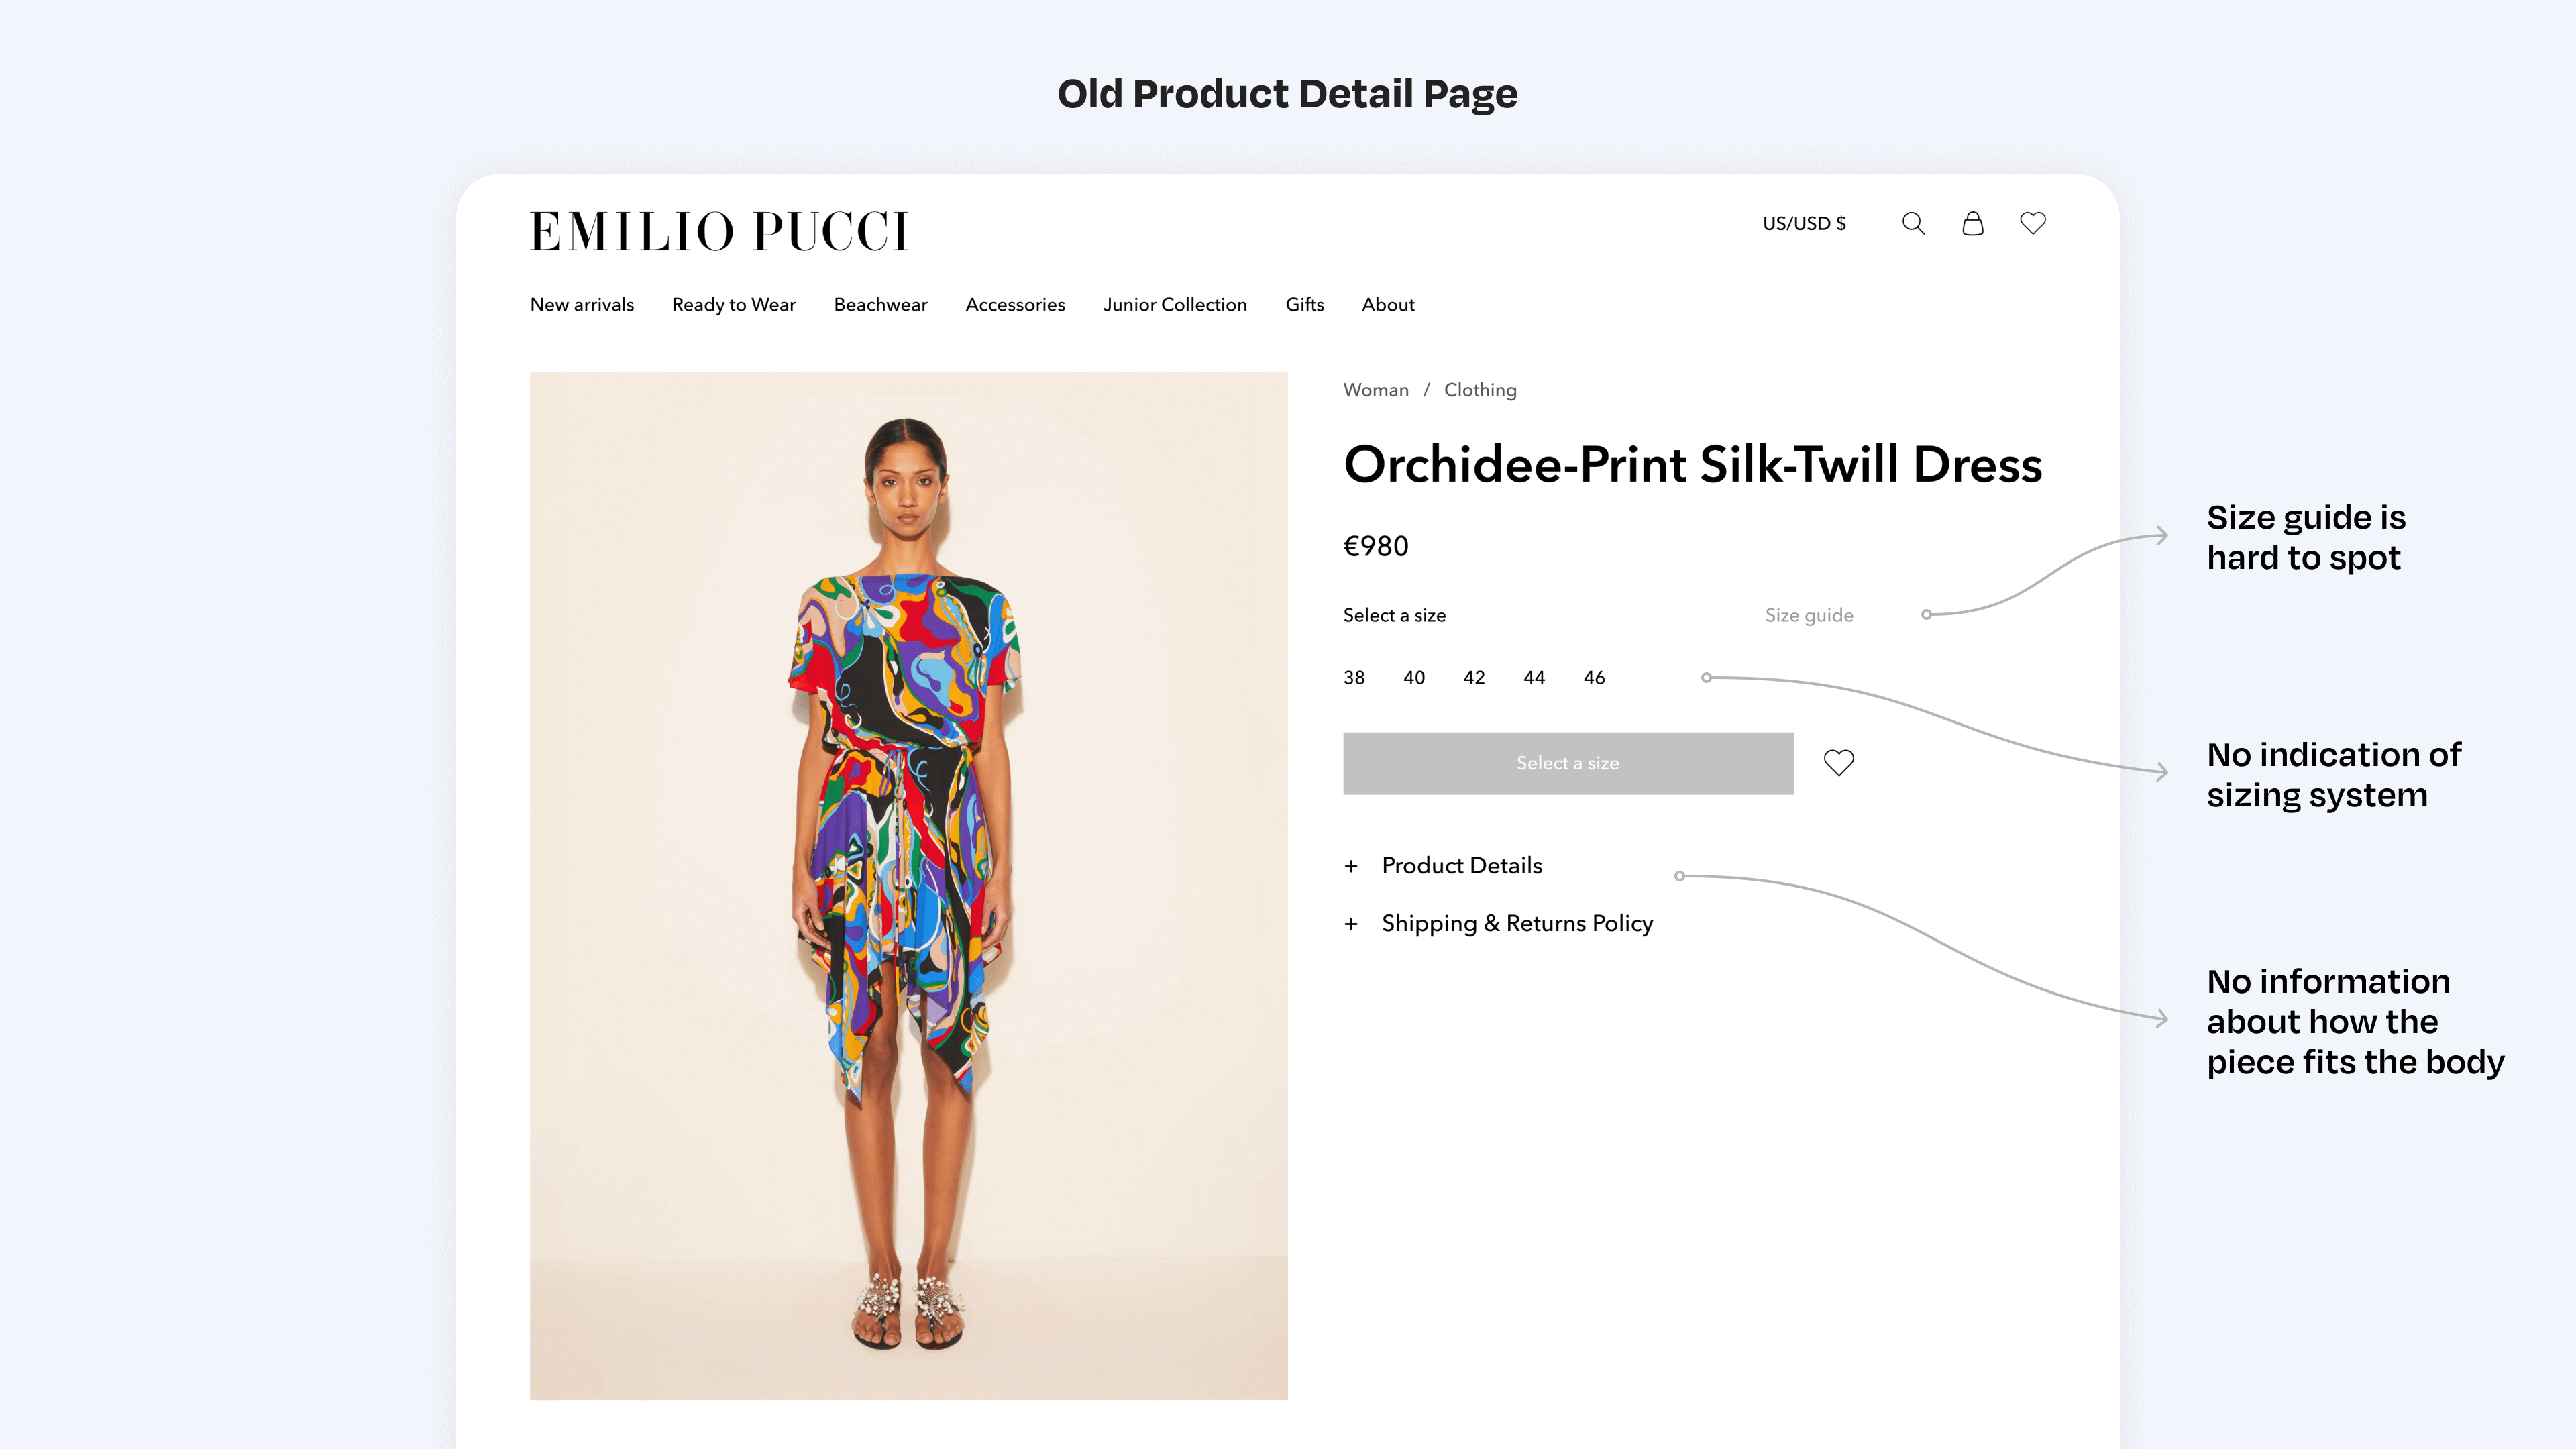 Old Product Detail Page
EMILIO PUCCI
US/USD $
New arrivals Ready to Wear Beachwear Accessories Junior Collection Gifts About
Woman / Clothing
Orchidee-Print Silk-Twill Dress
€980
Select a size
Size guide
38 40 42 44 46
Select a size
+ Product Details
+ Shipping & Returns Policy
Size guide is
hard to spot
No indication of
sizing system
No information
about how the
piece fits the body